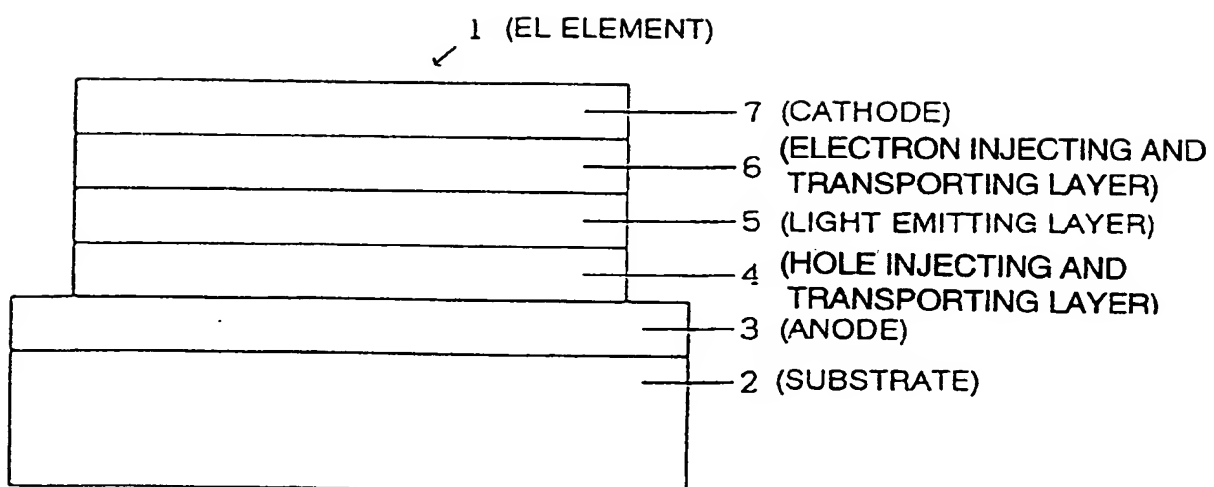 1 (EL ELEMENT)
7 (CATHODE)
6 (ELECTRON INJECTING AND
TRANSPORTING LAYER)
5 (LIGHT EMITTING LAYER)
4 (HOLE INJECTING AND
TRANSPORTING LAYER)
3 (ANODE)
2 (SUBSTRATE)